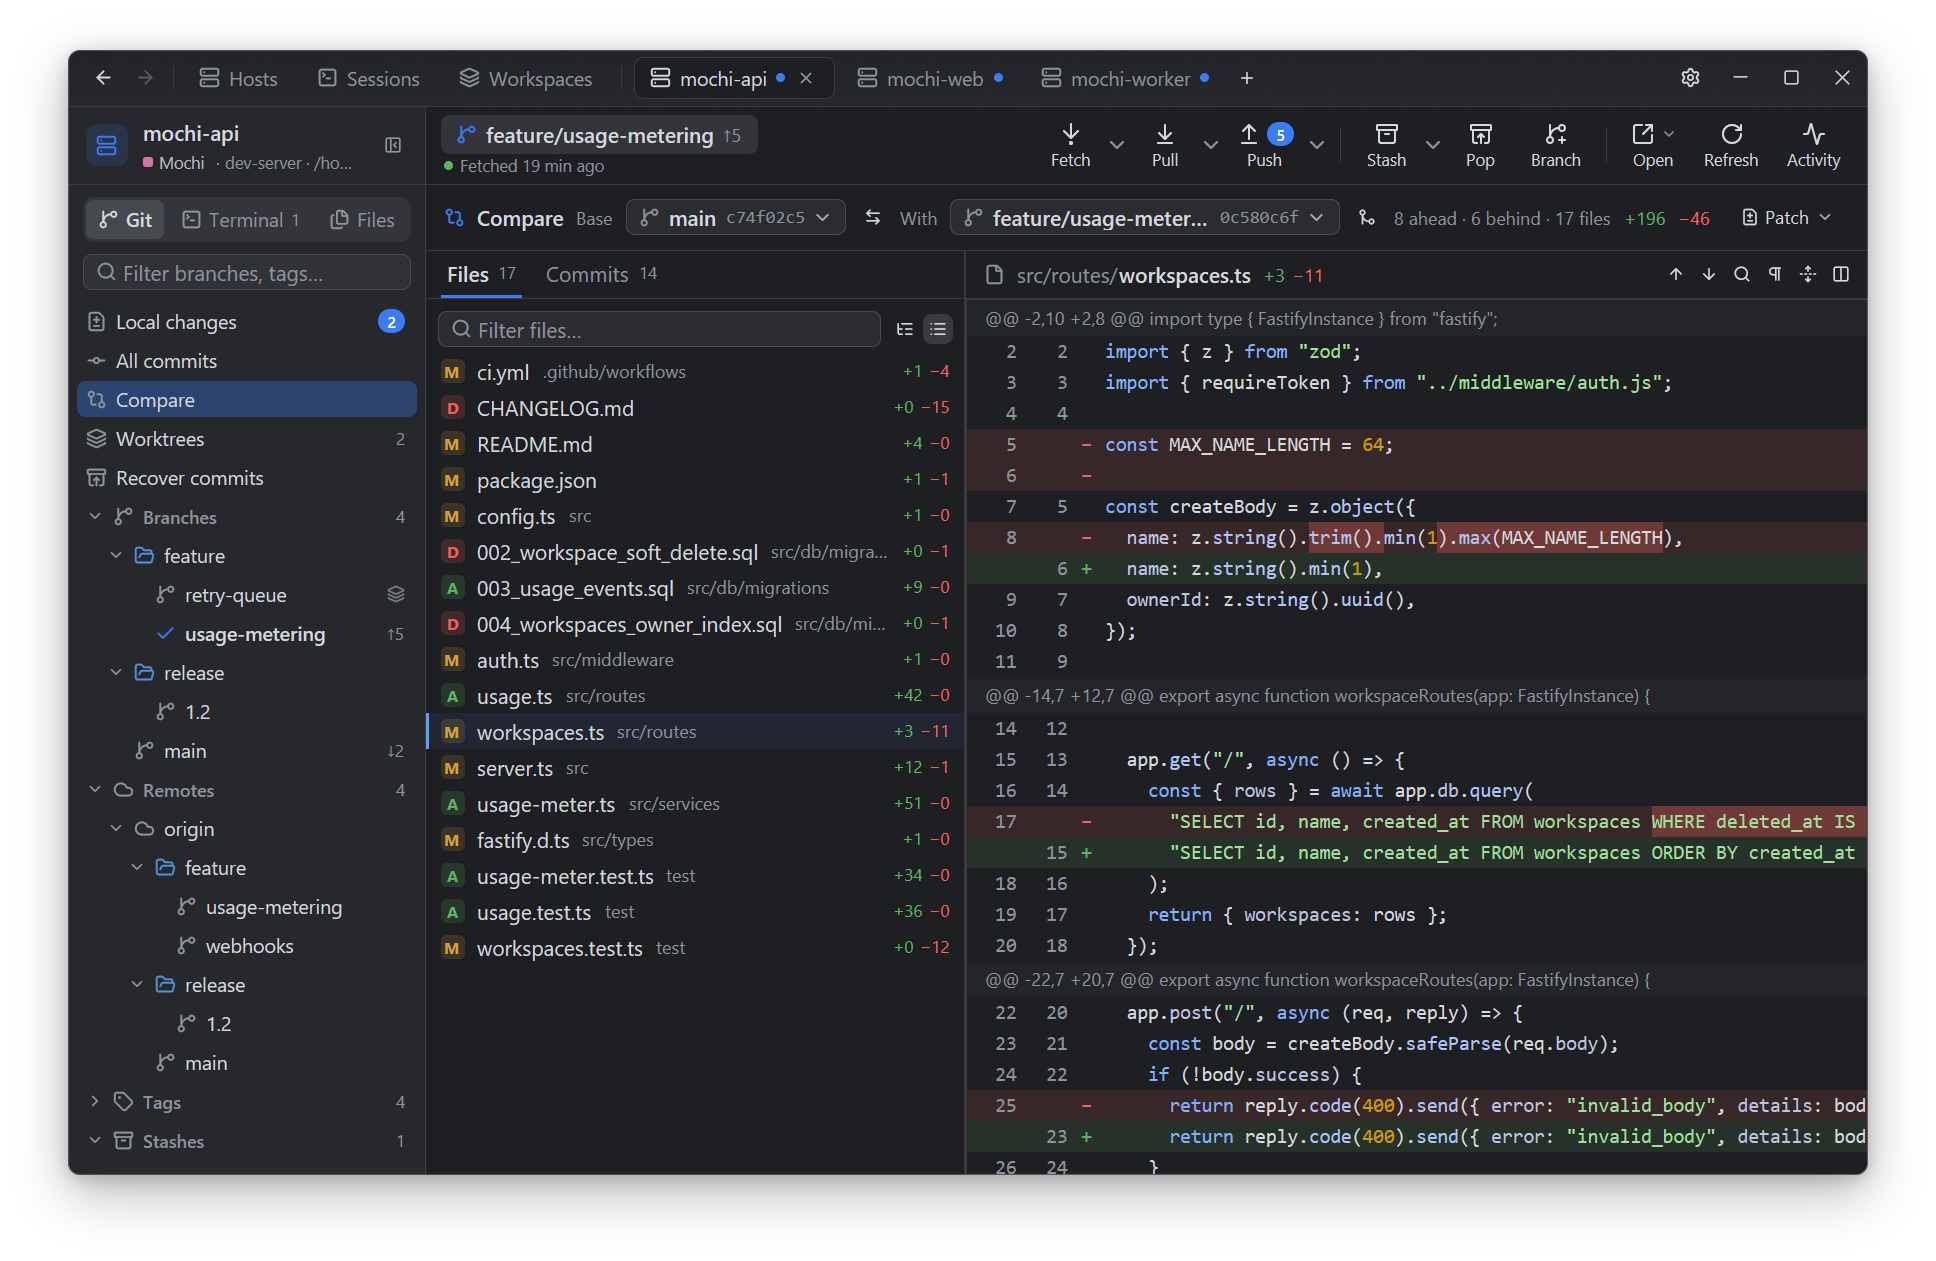 Hosts Sessions Workspaces mochi-api mochi-web mochi-worker
mochi-api
Mochi · dev-server · /ho...
feature/usage-metering ↑5
Fetched 19 min ago
Fetch Pull Push 5 Stash Pop Branch Open Refresh Activity
Git Terminal 1 Files
Filter branches, tags...
Local changes 2
All commits
Compare
Worktrees 2
Recover commits
Branches 4
feature
retry-queue
usage-metering ↑5
release
1.2
main ↓2
Remotes 4
origin
feature
usage-metering
webhooks
release
1.2
main
Tags 4
Stashes 1
Compare Base main c74f02c5 With feature/usage-meter... 0c580c6f 8 ahead · 6 behind · 17 files +196 −46 Patch
Files 17 Commits 14
Filter files...
M ci.yml .github/workflows +1 −4
D CHANGELOG.md +0 −15
M README.md +4 −0
M package.json +1 −1
M config.ts src +1 −0
D 002_workspace_soft_delete.sql src/db/migra... +0 −1
A 003_usage_events.sql src/db/migrations +9 −0
D 004_workspaces_owner_index.sql src/db/mi... +0 −1
M auth.ts src/middleware +1 −0
A usage.ts src/routes +42 −0
M workspaces.ts src/routes +3 −11
M server.ts src +12 −1
A usage-meter.ts src/services +51 −0
M fastify.d.ts src/types +1 −0
A usage-meter.test.ts test +34 −0
A usage.test.ts test +36 −0
M workspaces.test.ts test +0 −12
src/routes/workspaces.ts +3 −11
@@ -2,10 +2,8 @@ import type { FastifyInstance } from "fastify";
2 2 import { z } from "zod";
3 3 import { requireToken } from "../middleware/auth.js";
4 4
5 − const MAX_NAME_LENGTH = 64;
6 −
7 5 const createBody = z.object({
8 − name: z.string().trim().min(1).max(MAX_NAME_LENGTH),
6 + name: z.string().min(1),
9 7 ownerId: z.string().uuid(),
10 8 });
11 9
@@ -14,7 +12,7 @@ export async function workspaceRoutes(app: FastifyInstance) {
14 12
15 13 app.get("/", async () => {
16 14 const { rows } = await app.db.query(
17 − "SELECT id, name, created_at FROM workspaces WHERE deleted_at IS
15 + "SELECT id, name, created_at FROM workspaces ORDER BY created_at
18 16 );
19 17 return { workspaces: rows };
20 18 });
@@ -22,7 +20,7 @@ export async function workspaceRoutes(app: FastifyInstance) {
22 20 app.post("/", async (req, reply) => {
23 21 const body = createBody.safeParse(req.body);
24 22 if (!body.success) {
25 − return reply.code(400).send({ error: "invalid_body", details: bod
23 + return reply.code(400).send({ error: "invalid_body", details: bod
26 24 }